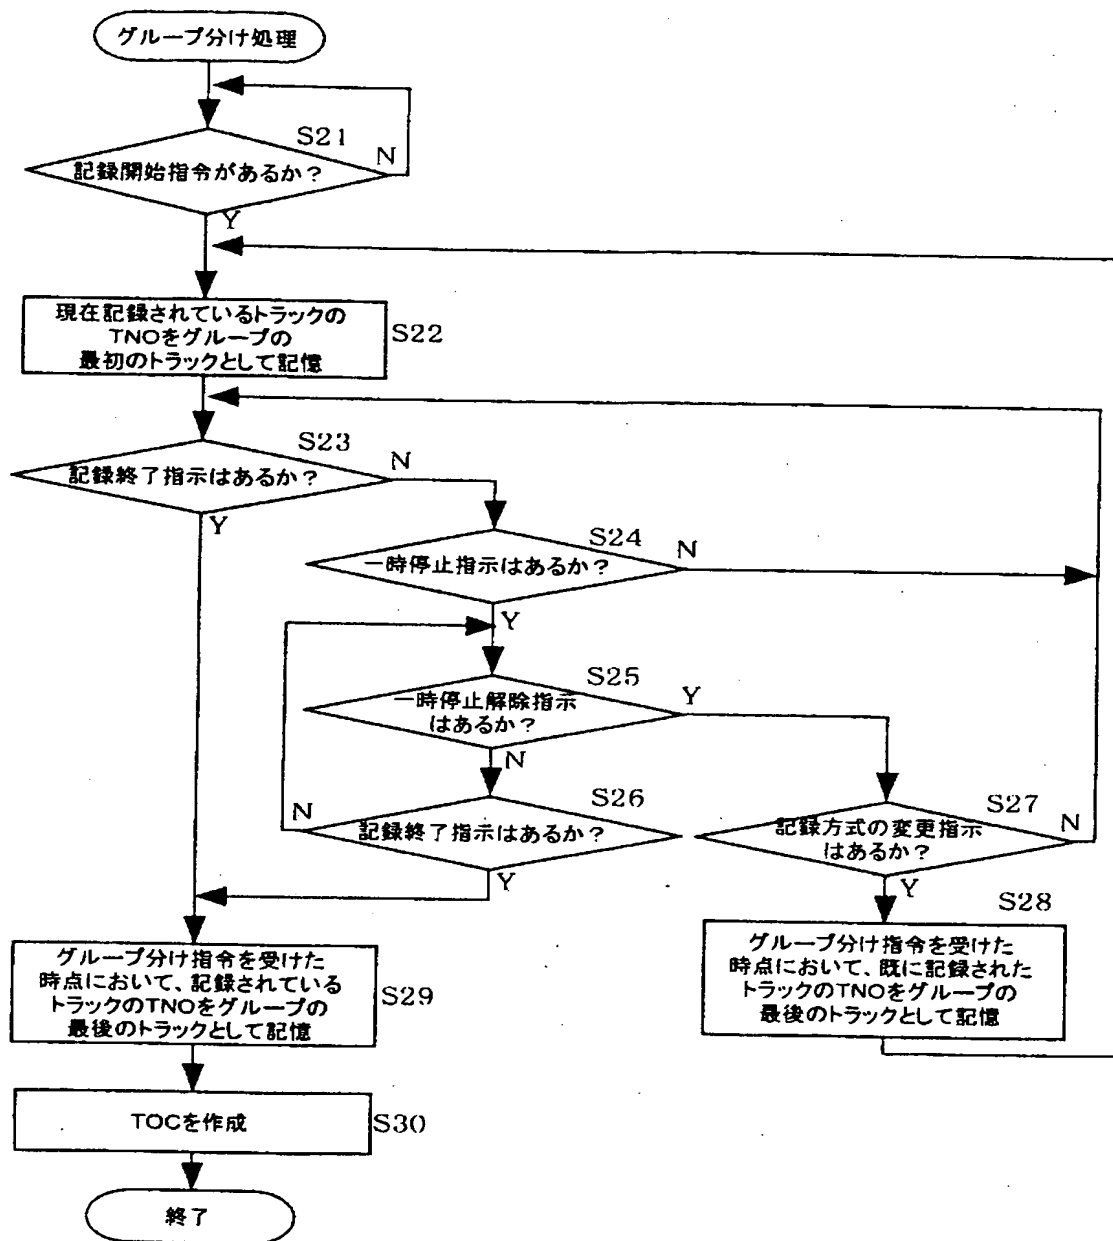 グループ分け処理
S21
記録開始指令があるか？
N
Y
現在記録されているトラックの
TNOをグループの
最初のトラックとして記憶
S22
S23
記録終了指示はあるか？
N
Y
S24
一時停止指示はあるか？
N
Y
S25
一時停止解除指示
はあるか？
Y
N
S26
記録終了指示はあるか？
N
Y
S27
記録方式の変更指示
はあるか？
N
Y
S28
グループ分け指令を受けた
時点において、既に記録された
トラックのTNOをグループの
最後のトラックとして記憶
グループ分け指令を受けた
時点において、記録されている
トラックのTNOをグループの
最後のトラックとして記憶
S29
TOCを作成
S30
終了